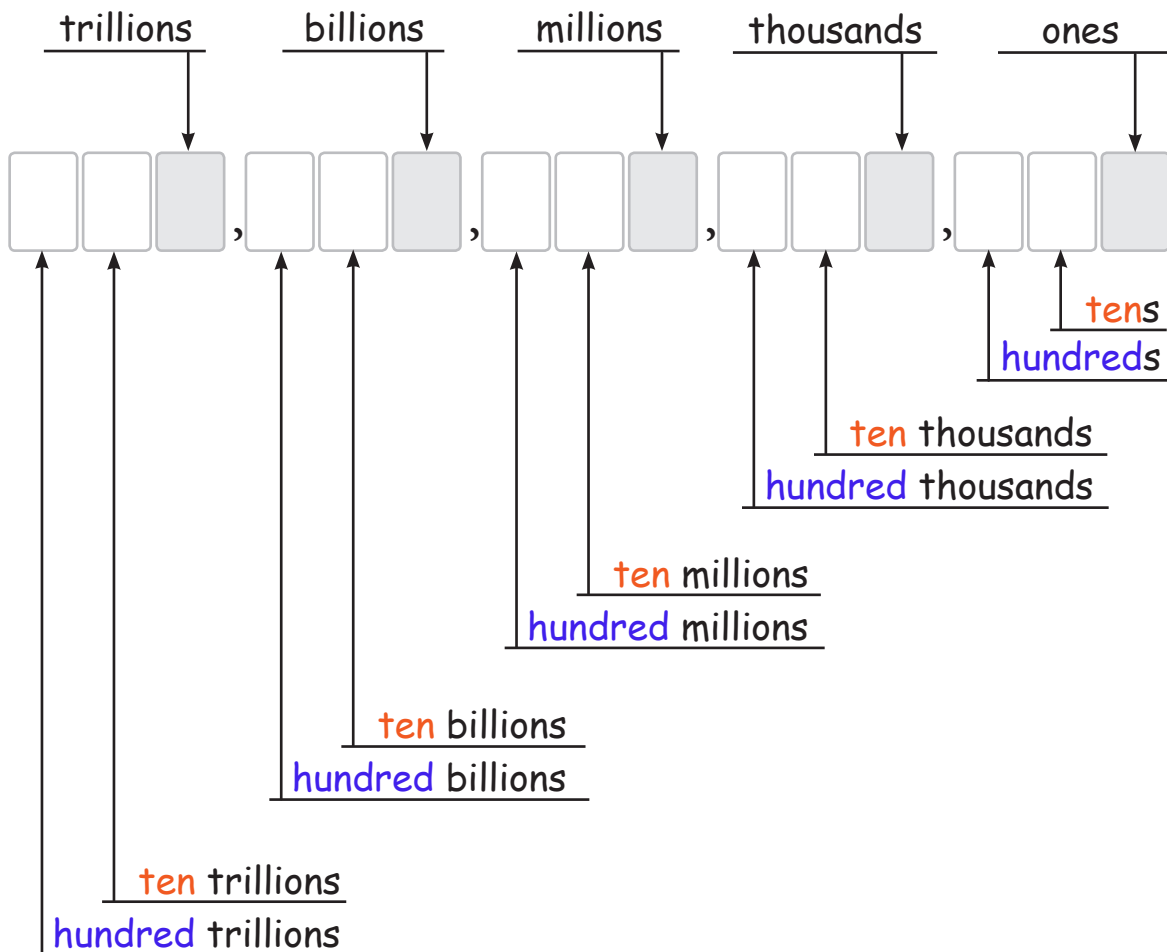 trillions billions millions thousands ones
, , , ,
tens
hundreds
ten thousands
hundred thousands
ten millions
hundred millions
ten billions
hundred billions
ten trillions
hundred trillions